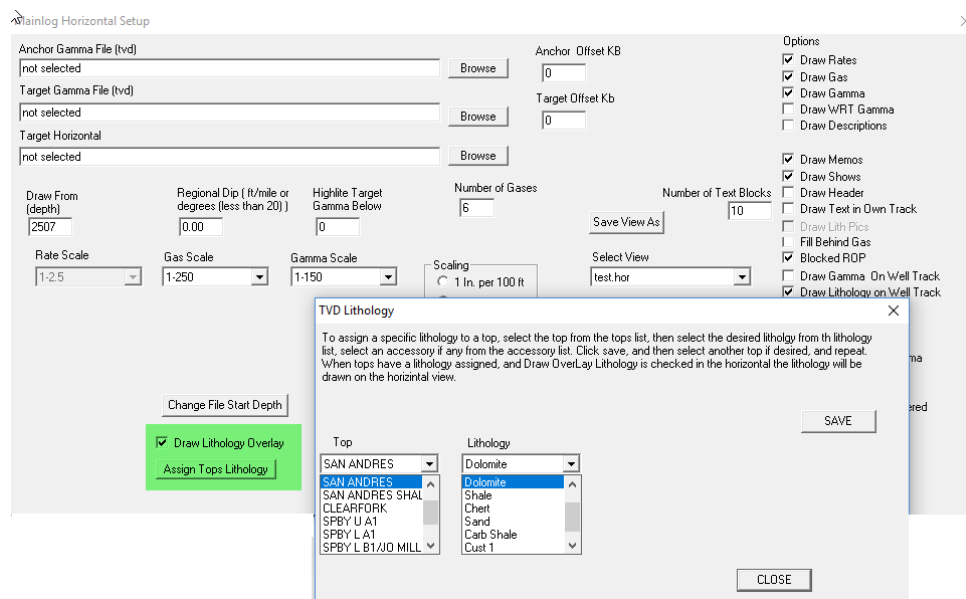 Mainlog Horizontal Setup
Anchor Gamma File (tvd)
not selected
Browse
Anchor Offset KB
0
Target Gamma File (tvd)
not selected
Browse
Target Offset Kb
0
Target Horizontal
not selected
Browse
Options
Draw Rates
Draw Gas
Draw Gamma
Draw WRT Gamma
Draw Descriptions
Draw Memos
Draw Shows
Draw Header
Draw Text in Own Track
Draw Lith Pics
Fill Behind Gas
Blocked ROP
Draw Gamma On Well Track
Draw Lithology on Well Track
Draw From
(depth)
2507
Regional Dip ( ft/mile or
degrees (less than 20) )
0.00
Highlite Target
Gamma Below
0
Number of Gases
6
Number of Text Blocks
10
Save View As
Rate Scale
1-2.5
Gas Scale
1-250
Gamma Scale
1-150
Scaling
1 In. per 100 ft
Select View
test.hor
Change File Start Depth
Draw Lithology Overlay
Assign Tops Lithology
TVD Lithology
To assign a specific lithology to a top, select the top from the tops list, then select the desired litholgy from th lithology
list, select an accessory if any from the accessory list. Click save, and then select another top if desired, and repeat.
When tops have a lithology assigned, and Draw OverLay Lithology is checked in the horizontal the lithology will be
drawn on the horizintal view.
SAVE
Top
SAN ANDRES
SAN ANDRES
SAN ANDRES SHAL
CLEARFORK
SPBY U A1
SPBY L A1
SPBY L B1/JO MILL
Lithology
Dolomite
Dolomite
Shale
Chert
Sand
Carb Shale
Cust 1
CLOSE
ma
ered